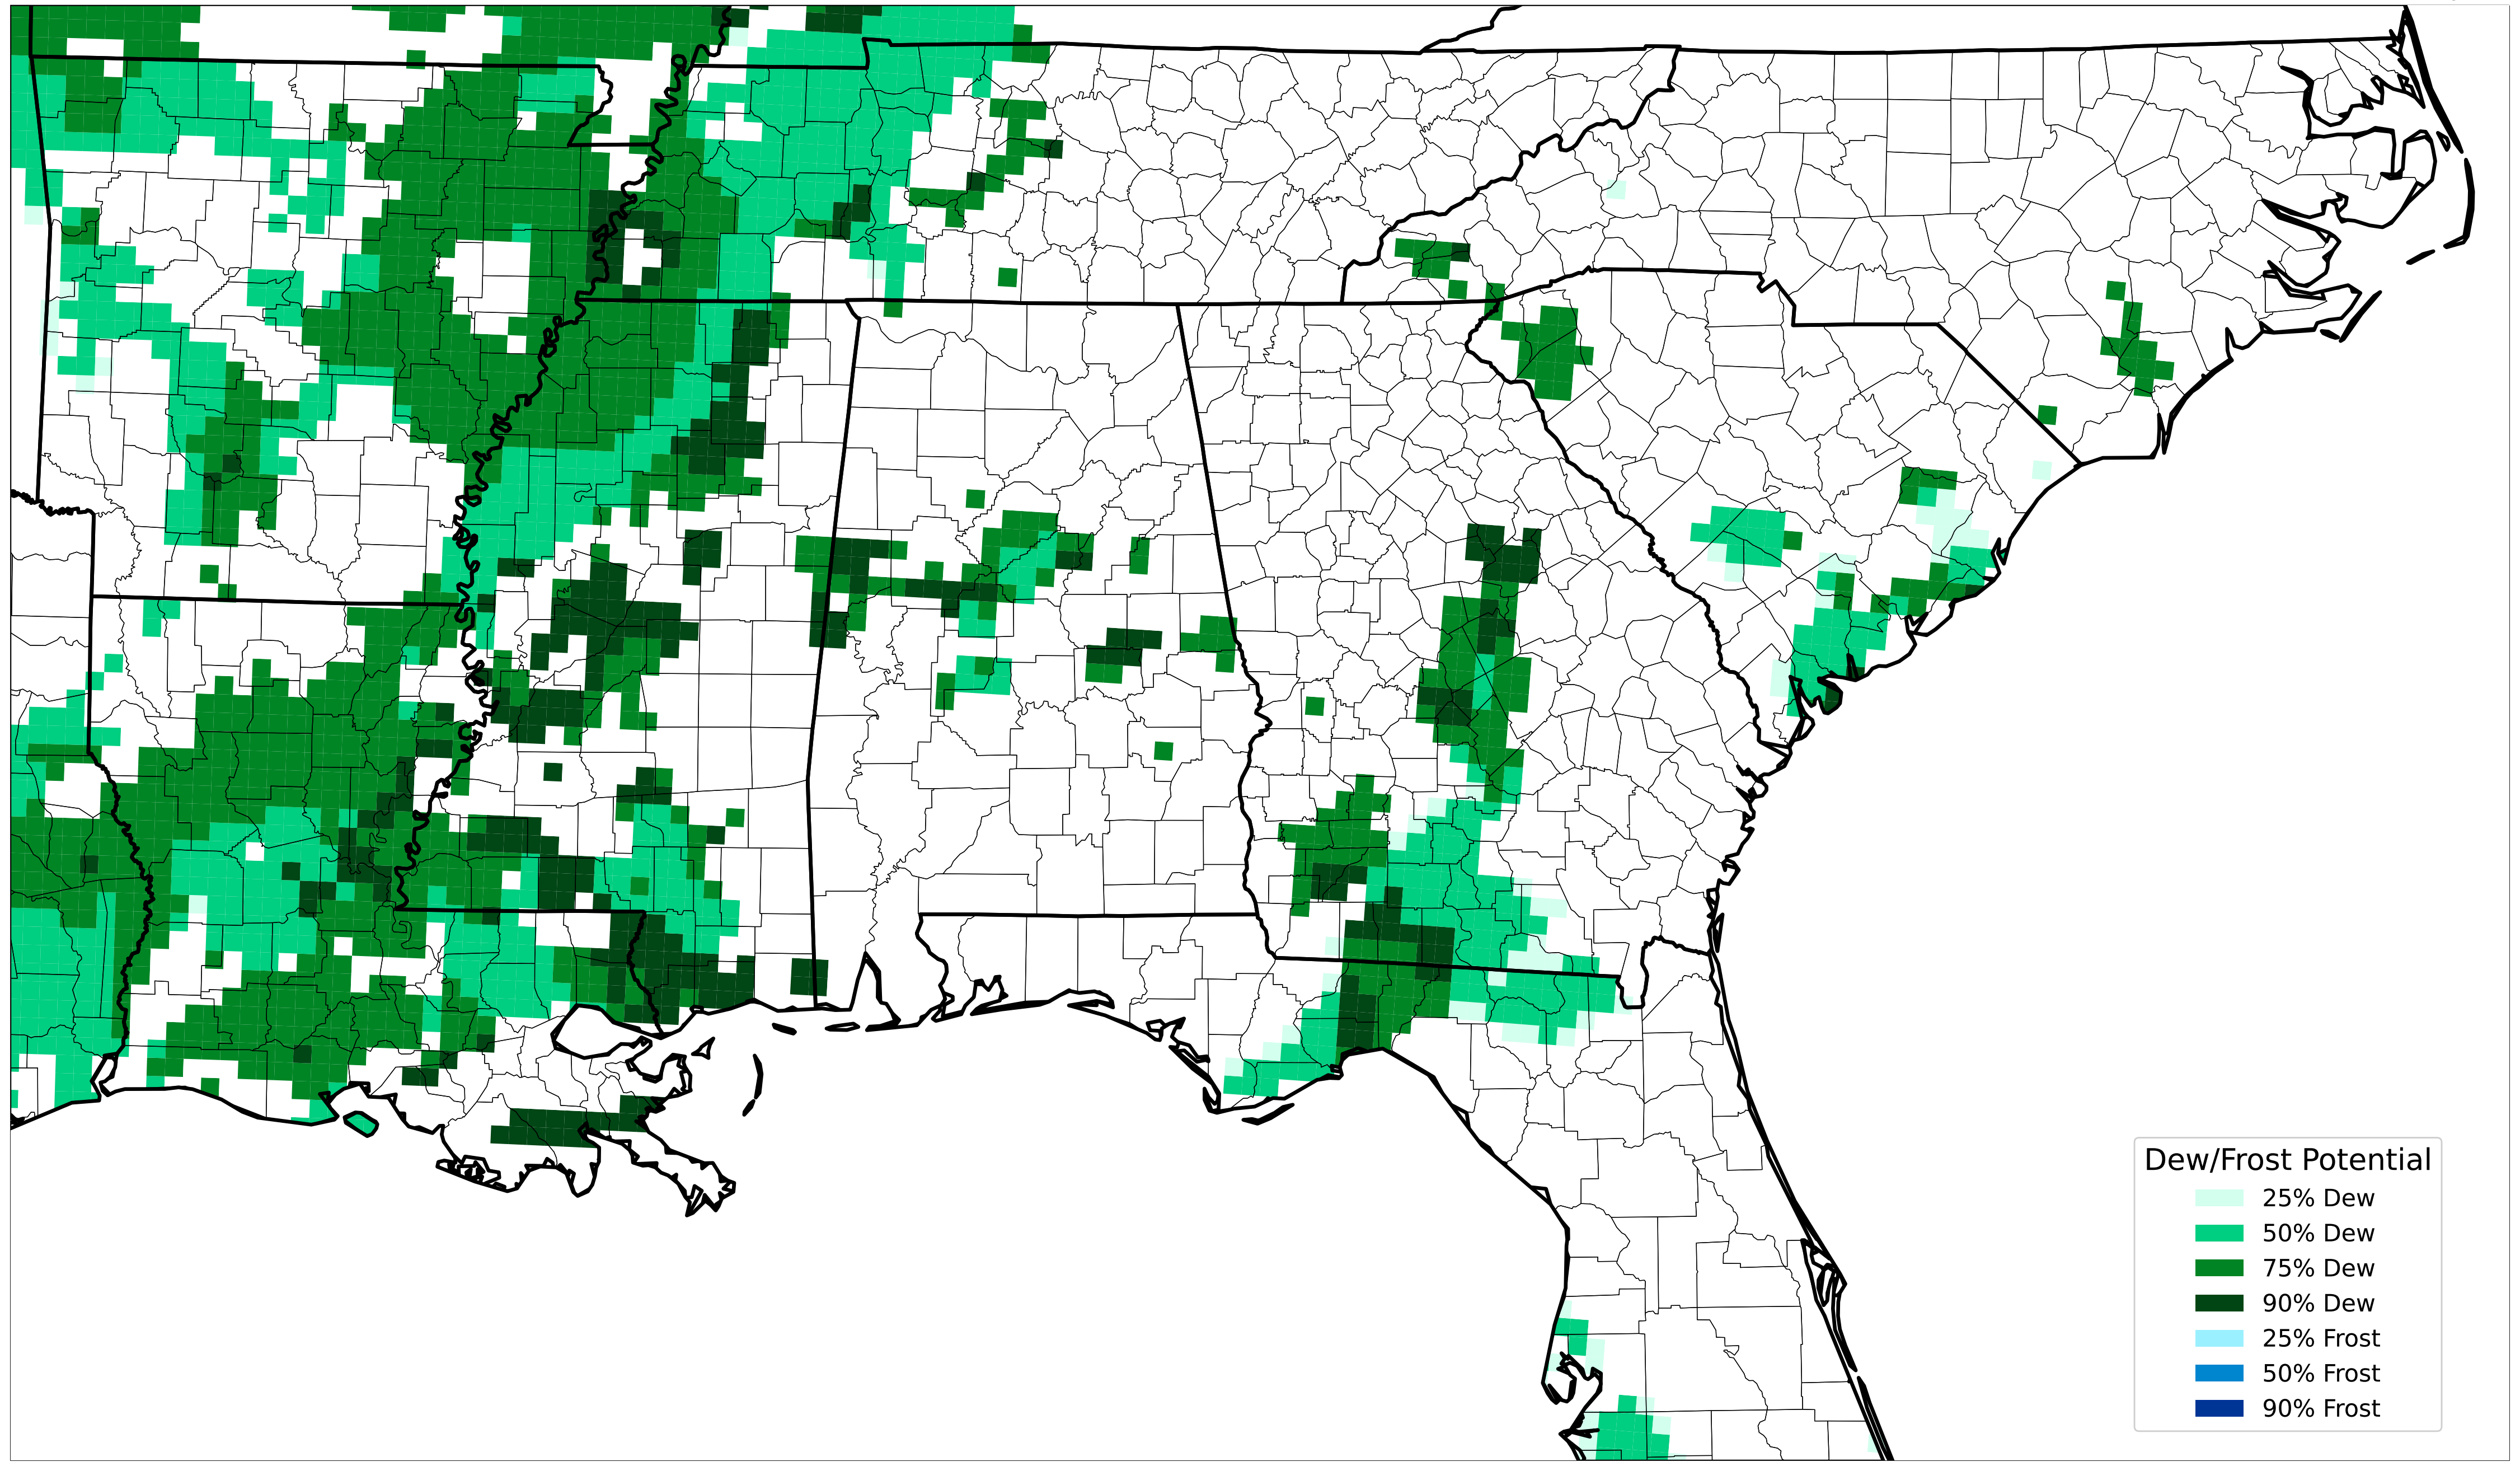 Dew/Frost Potential
25% Dew
50% Dew
75% Dew
90% Dew
25% Frost
50% Frost
90% Frost